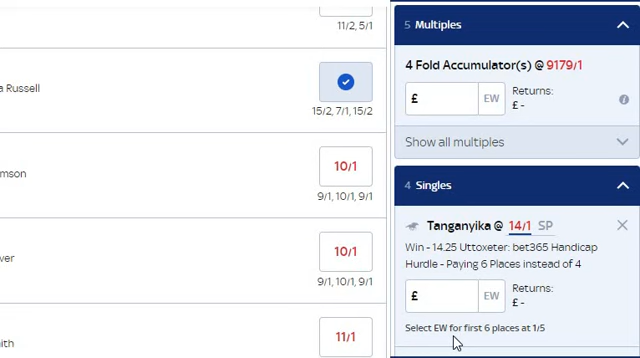 11/2, 5/1
a Russell
15/2, 7/1, 15/2
mson
10/1
9/1, 10/1, 9/1
ver
10/1
9/1, 10/1, 9/1
ith
11/1
5 Multiples
4 Fold Accumulator(s) @ 9179/1
£ EW
Returns:
£ -
Show all multiples
4 Singles
Tanganyika @ 14/1 SP
Win - 14.25 Uttoxeter: bet365 Handicap
Hurdle - Paying 6 Places instead of 4
£ EW
Returns:
£ -
Select EW for first 6 places at 1/5